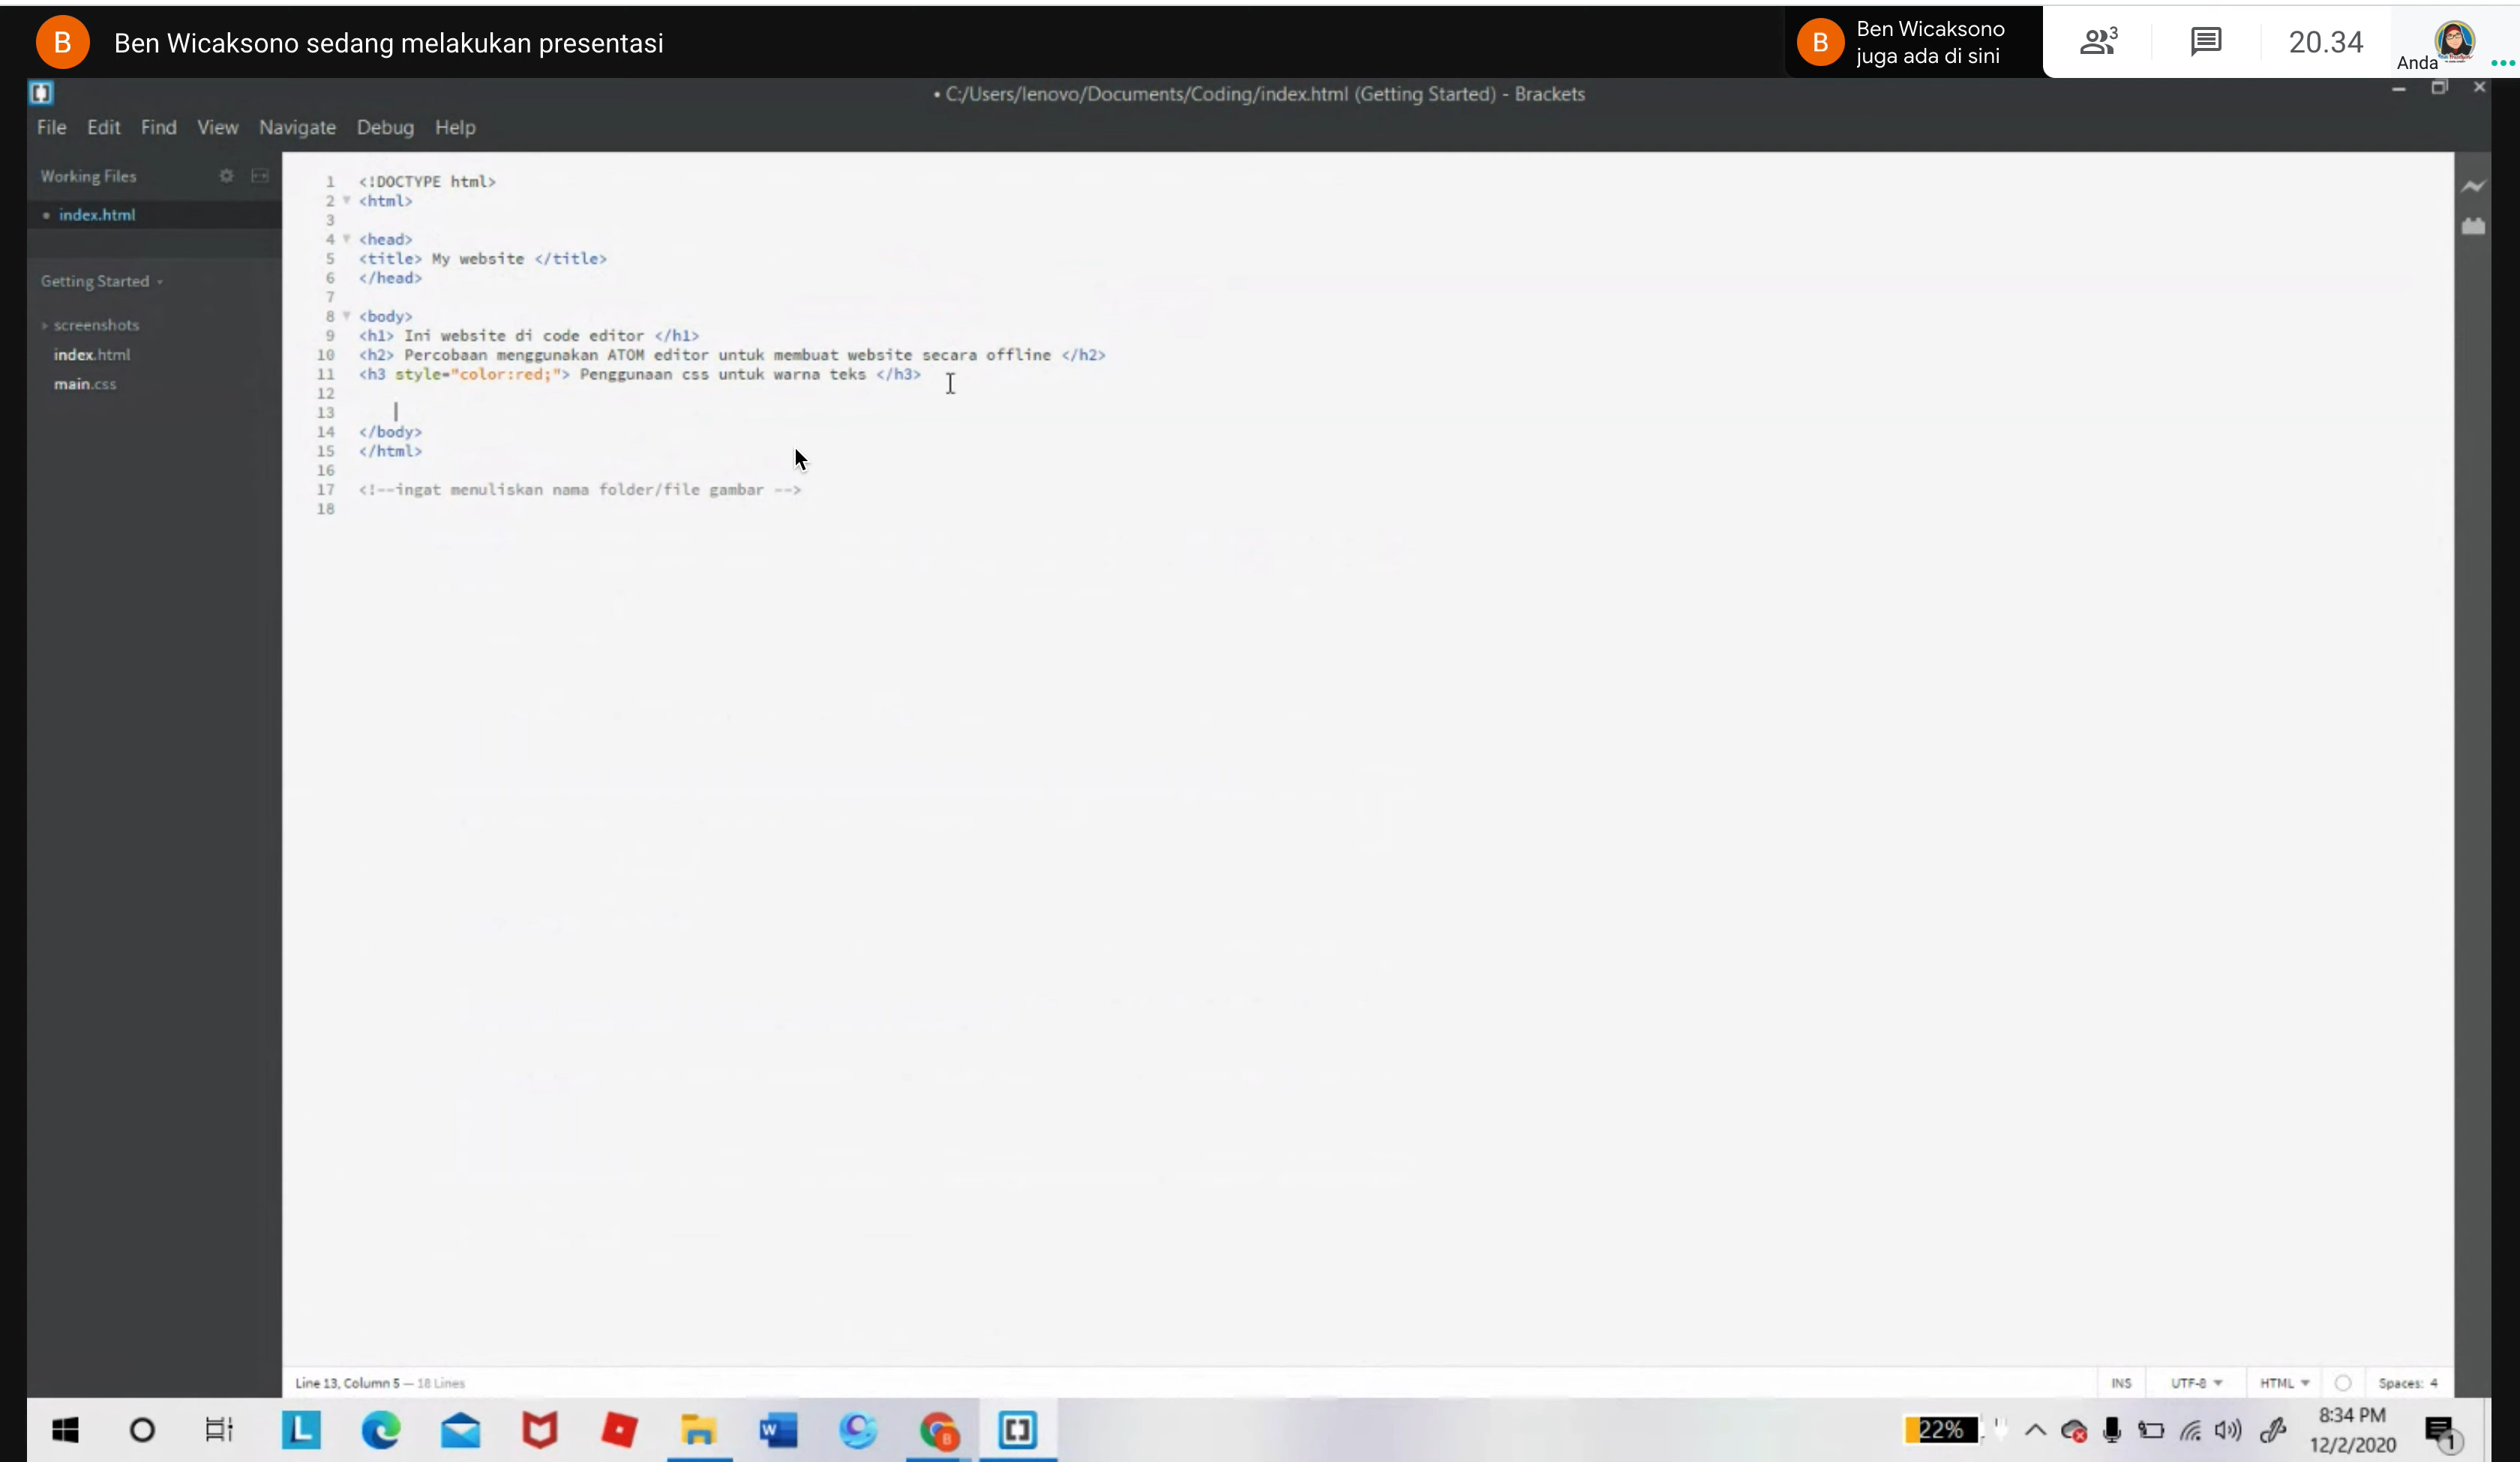 B Ben Wicaksono sedang melakukan presentasi
B Ben Wicaksono
juga ada di sini
3
20.34
Anda
• C:/Users/lenovo/Documents/Coding/index.html (Getting Started) - Brackets
File Edit Find View Navigate Debug Help
Working Files
• index.html
Getting Started
screenshots
index.html
main.css
1 <!DOCTYPE html>
2 <html>
3
4 <head>
5 <title> My website </title>
6 </head>
7
8 <body>
9 <h1> Ini website di code editor </h1>
10 <h2> Percobaan menggunakan ATOM editor untuk membuat website secara offline </h2>
11 <h3 style="color:red;"> Penggunaan css untuk warna teks </h3>
12
13
14 </body>
15 </html>
16
17 <!--ingat menuliskan nama folder/file gambar -->
18
Line 13, Column 5 — 18 Lines
INS UTF-8 HTML Spaces: 4
L
W
B
22%
8:34 PM
12/2/2020
1